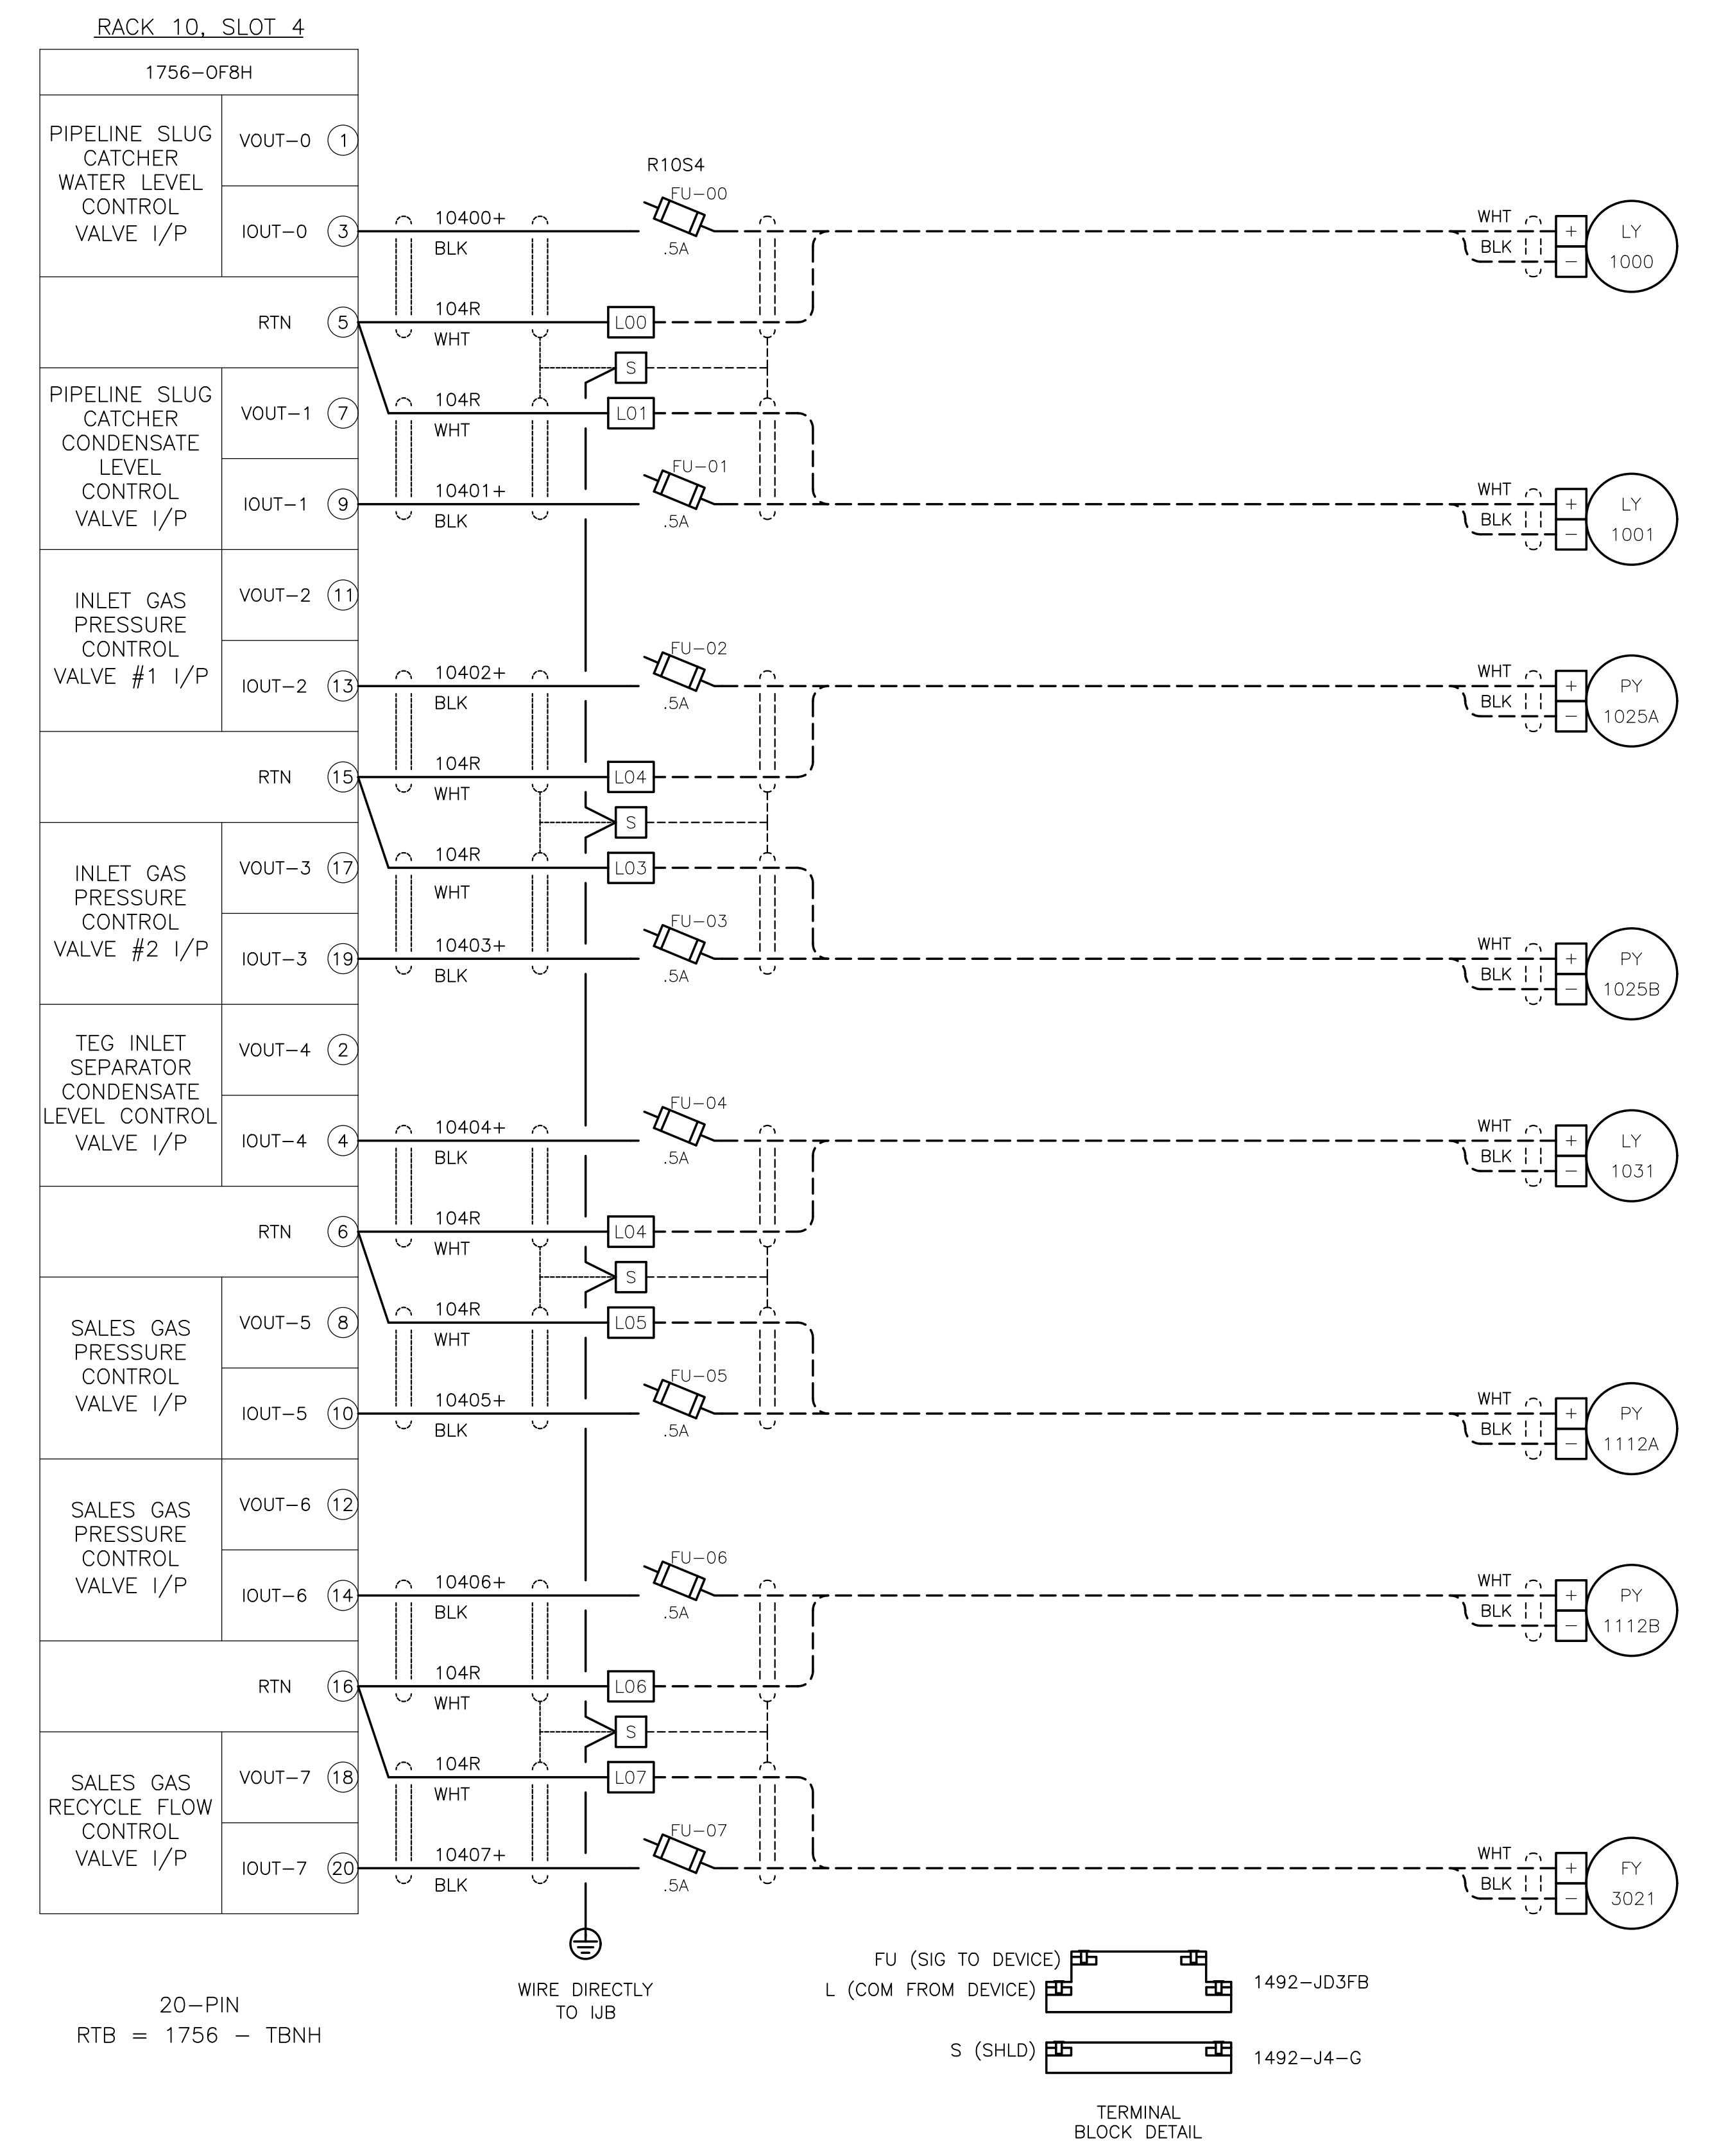 RACK 10, SLOT 4
1756-OF8H
PIPELINE SLUG
CATCHER
WATER LEVEL
CONTROL
VALVE I/P
VOUT-0 1
IOUT-0 3
R10S4
FU-00
.5A
10400+
BLK
WHT
BLK
+
-
LY
1000
RTN 5
104R
WHT
L00
S
104R
WHT
L01
PIPELINE SLUG
CATCHER
CONDENSATE
LEVEL
CONTROL
VALVE I/P
VOUT-1 7
IOUT-1 9
10401+
BLK
FU-01
.5A
WHT
BLK
+
-
LY
1001
INLET GAS
PRESSURE
CONTROL
VALVE #1 I/P
VOUT-2 11
IOUT-2 13
10402+
BLK
FU-02
.5A
WHT
BLK
+
-
PY
1025A
RTN 15
104R
WHT
L04
S
104R
WHT
L03
INLET GAS
PRESSURE
CONTROL
VALVE #2 I/P
VOUT-3 17
IOUT-3 19
10403+
BLK
FU-03
.5A
WHT
BLK
+
-
PY
1025B
TEG INLET
SEPARATOR
CONDENSATE
LEVEL CONTROL
VALVE I/P
VOUT-4 2
IOUT-4 4
10404+
BLK
FU-04
.5A
WHT
BLK
+
-
LY
1031
RTN 6
104R
WHT
L04
S
104R
WHT
L05
SALES GAS
PRESSURE
CONTROL
VALVE I/P
VOUT-5 8
IOUT-5 10
10405+
BLK
FU-05
.5A
WHT
BLK
+
-
PY
1112A
SALES GAS
PRESSURE
CONTROL
VALVE I/P
VOUT-6 12
IOUT-6 14
10406+
BLK
FU-06
.5A
WHT
BLK
+
-
PY
1112B
RTN 16
104R
WHT
L06
S
104R
WHT
L07
SALES GAS
RECYCLE FLOW
CONTROL
VALVE I/P
VOUT-7 18
IOUT-7 20
10407+
BLK
FU-07
.5A
WHT
BLK
+
-
FY
3021
WIRE DIRECTLY
TO IJB
20-PIN
RTB = 1756 - TBNH
FU (SIG TO DEVICE)
L (COM FROM DEVICE)
1492-JD3FB
S (SHLD)
1492-J4-G
TERMINAL
BLOCK DETAIL